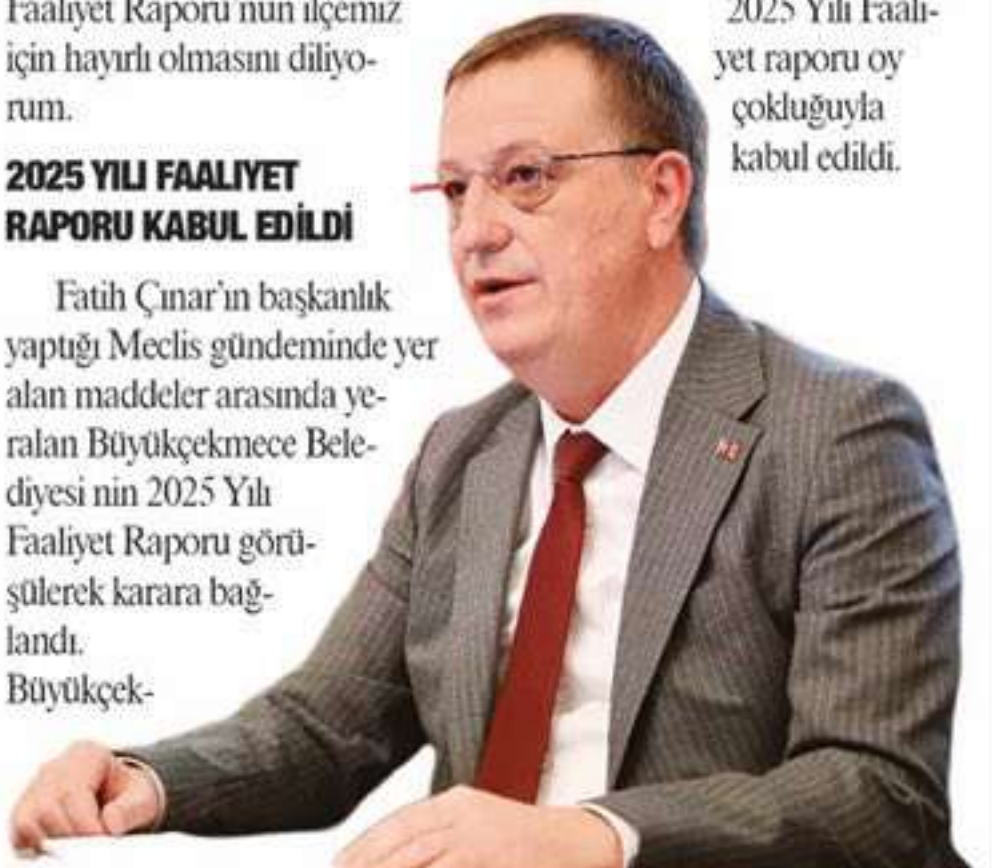 Faaliyet Raporu'nun ilçemiz
için hayırlı olmasını diliyo-
rum.
2025 YILI FAALIYET
RAPORU KABUL EDİLDİ
Fatih Çınar'ın başkanlık
yaptığı Meclis gündeminde yer
alan maddeler arasında ye-
ralan Büyükçekmece Bele-
diyesi nin 2025 Yılı
Faaliyet Raporu görü-
şülerek karara bağ-
landı.
Büyükçek-
2025 Yılı Faali-
yet raporu oy
çokluğuyla
kabul edildi.